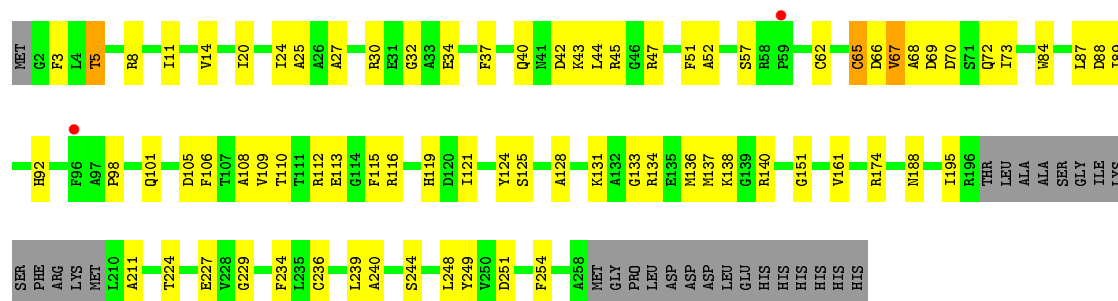 MET G2 F3 L4 T5 R8 I11 V14 I20 I24 A25 A26 A27 R30 E31 G32 A33 E34 F37 Q40 N41 D42 K43 L44 R45 G46 R47 F51 A52 S57 R58 P59 C62 C65 D66 V67 A68 D69 D70 S71 Q72 I73 W84 L87 D88
H92 F96 A97 P98 Q101 D105 F106 T107 A108 V109 T110 T111 R112 E113 G114 F115 R116 H119 D120 I121 Y124 S125 A128 K131 A132 G133 R134 E135 M136 M137 K138 G139 R140 G151 V161 R174 N188 I195 R196 THR LEU ALA ALA SER GLY ILE LYS
SER PHE ARG LYS MET L210 A211 T224 E227 V228 G229 F234 L235 C236 L239 A240 S244 L248 Y249 V250 D251 F254 A258 MET GLY PRO LEU ASP ASP ASP LEU GLU HIS HIS HIS HIS HIS HIS